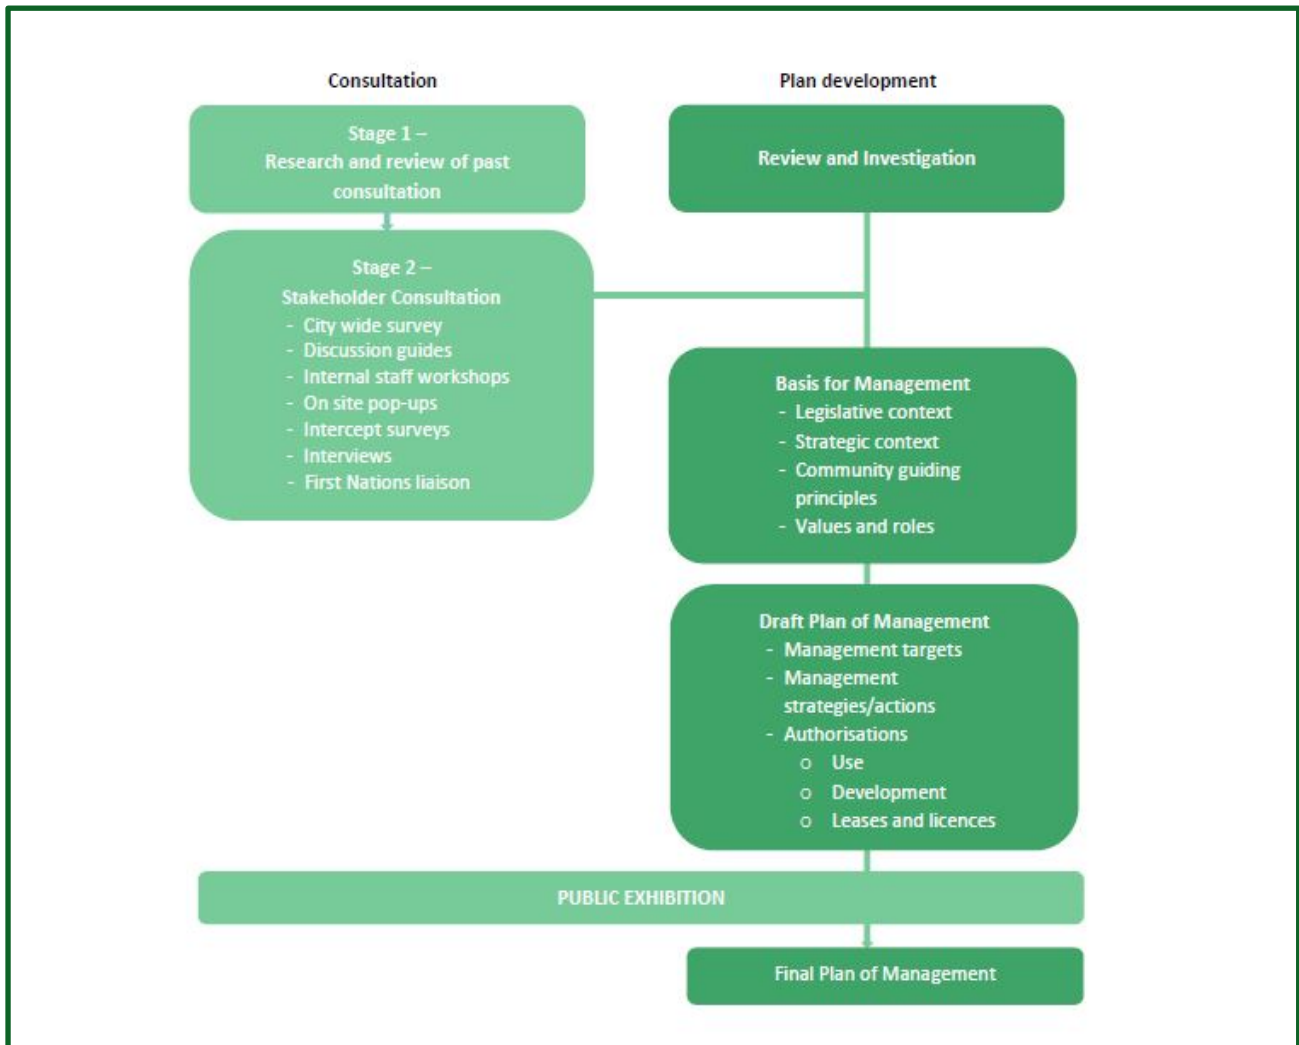 Consultation
Stage 1 –
Research and review of past
consultation
Stage 2 –
Stakeholder Consultation
- City wide survey
- Discussion guides
- Internal staff workshops
- On site pop-ups
- Intercept surveys
- Interviews
- First Nations liaison
Plan development
Review and Investigation
Basis for Management
- Legislative context
- Strategic context
- Community guiding
principles
- Values and roles
Draft Plan of Management
- Management targets
- Management
strategies/actions
- Authorisations
o Use
o Development
o Leases and licences
PUBLIC EXHIBITION
Final Plan of Management